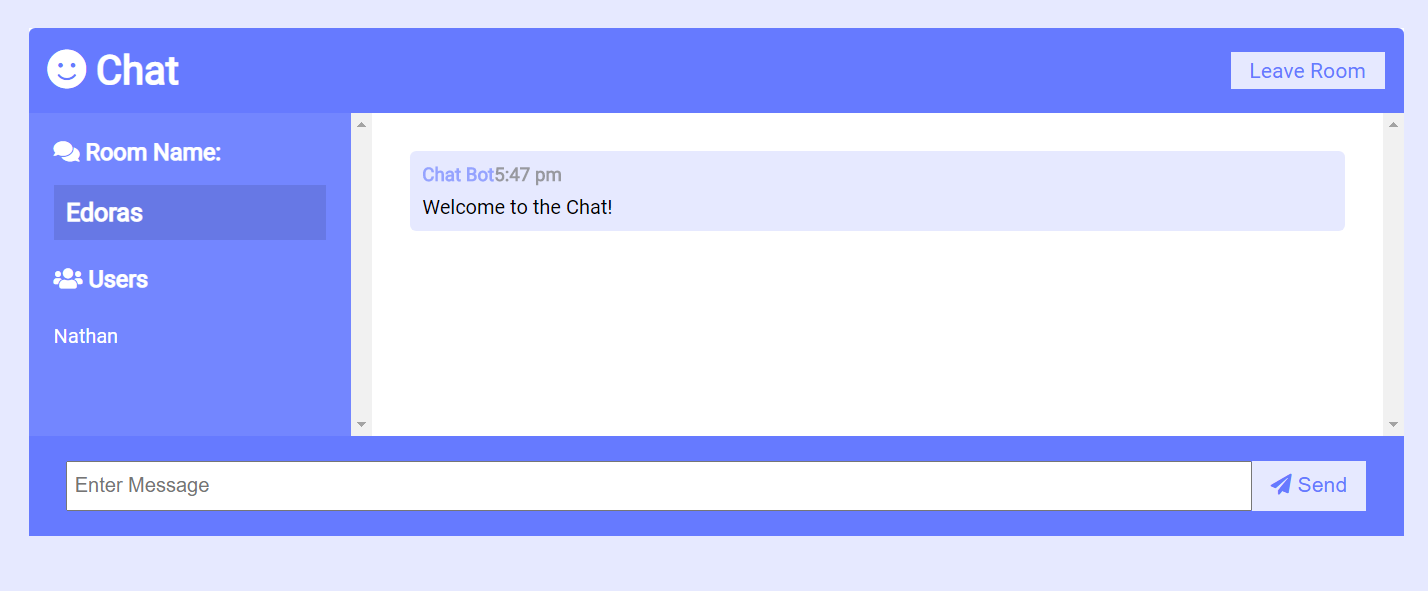 Chat
Leave Room
Room Name:
Edoras
Users
Nathan
Chat Bot5:47 pm
Welcome to the Chat!
Enter Message
Send